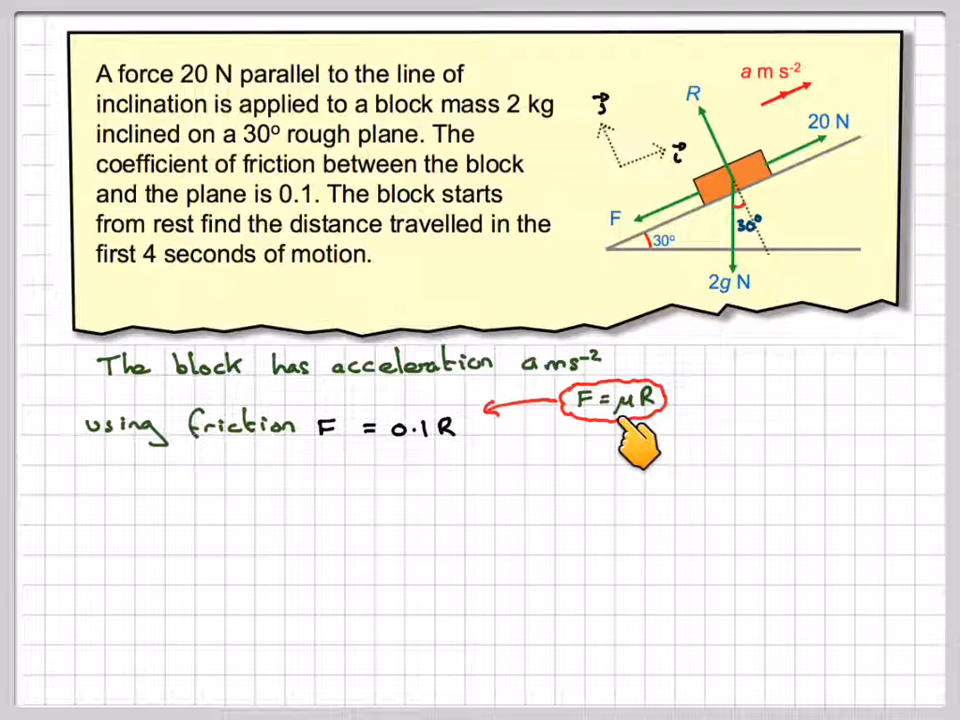 A force 20 N parallel to the line of
inclination is applied to a block mass 2 kg
inclined on a 30° rough plane. The
coefficient of friction between the block
and the plane is 0.1. The block starts
from rest find the distance travelled in the
first 4 seconds of motion.
a m s⁻²
R
20 N
j
i
F
30°
30°
2g N
The block has acceleration a ms⁻²
F = μR
using friction F = 0.1R